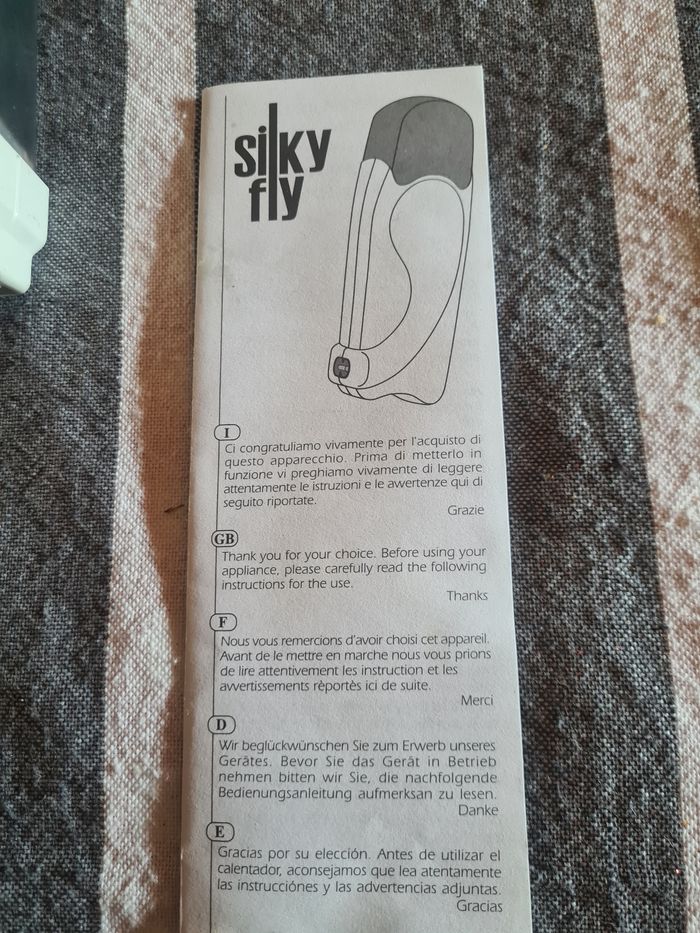 silky
fly
I
Ci congratuliamo vivamente per l'acquisto di
questo apparecchio. Prima di metterlo in
funzione vi preghiamo vivamente di leggere
attentamente le istruzioni e le avvertenze qui di
seguito riportate.
Grazie
GB
Thank you for your choice. Before using your
appliance, please carefully read the following
instructions for the use.
Thanks
F
Nous vous remercions d'avoir choisi cet appareil.
Avant de le mettre en marche nous vous prions
de lire attentivement les instruction et les
avvertissements rèportès ici de suite.
Merci
D
Wir beglückwünschen Sie zum Erwerb unseres
Gerätes. Bevor Sie das Gerät in Betrieb
nehmen bitten wir Sie, die nachfolgende
Bedienungsanleitung aufmerksan zu lesen.
Danke
E
Gracias por su elección. Antes de utilizar el
calentador, aconsejamos que lea atentamente
las instrucciónes y las advertencias adjuntas.
Gracias